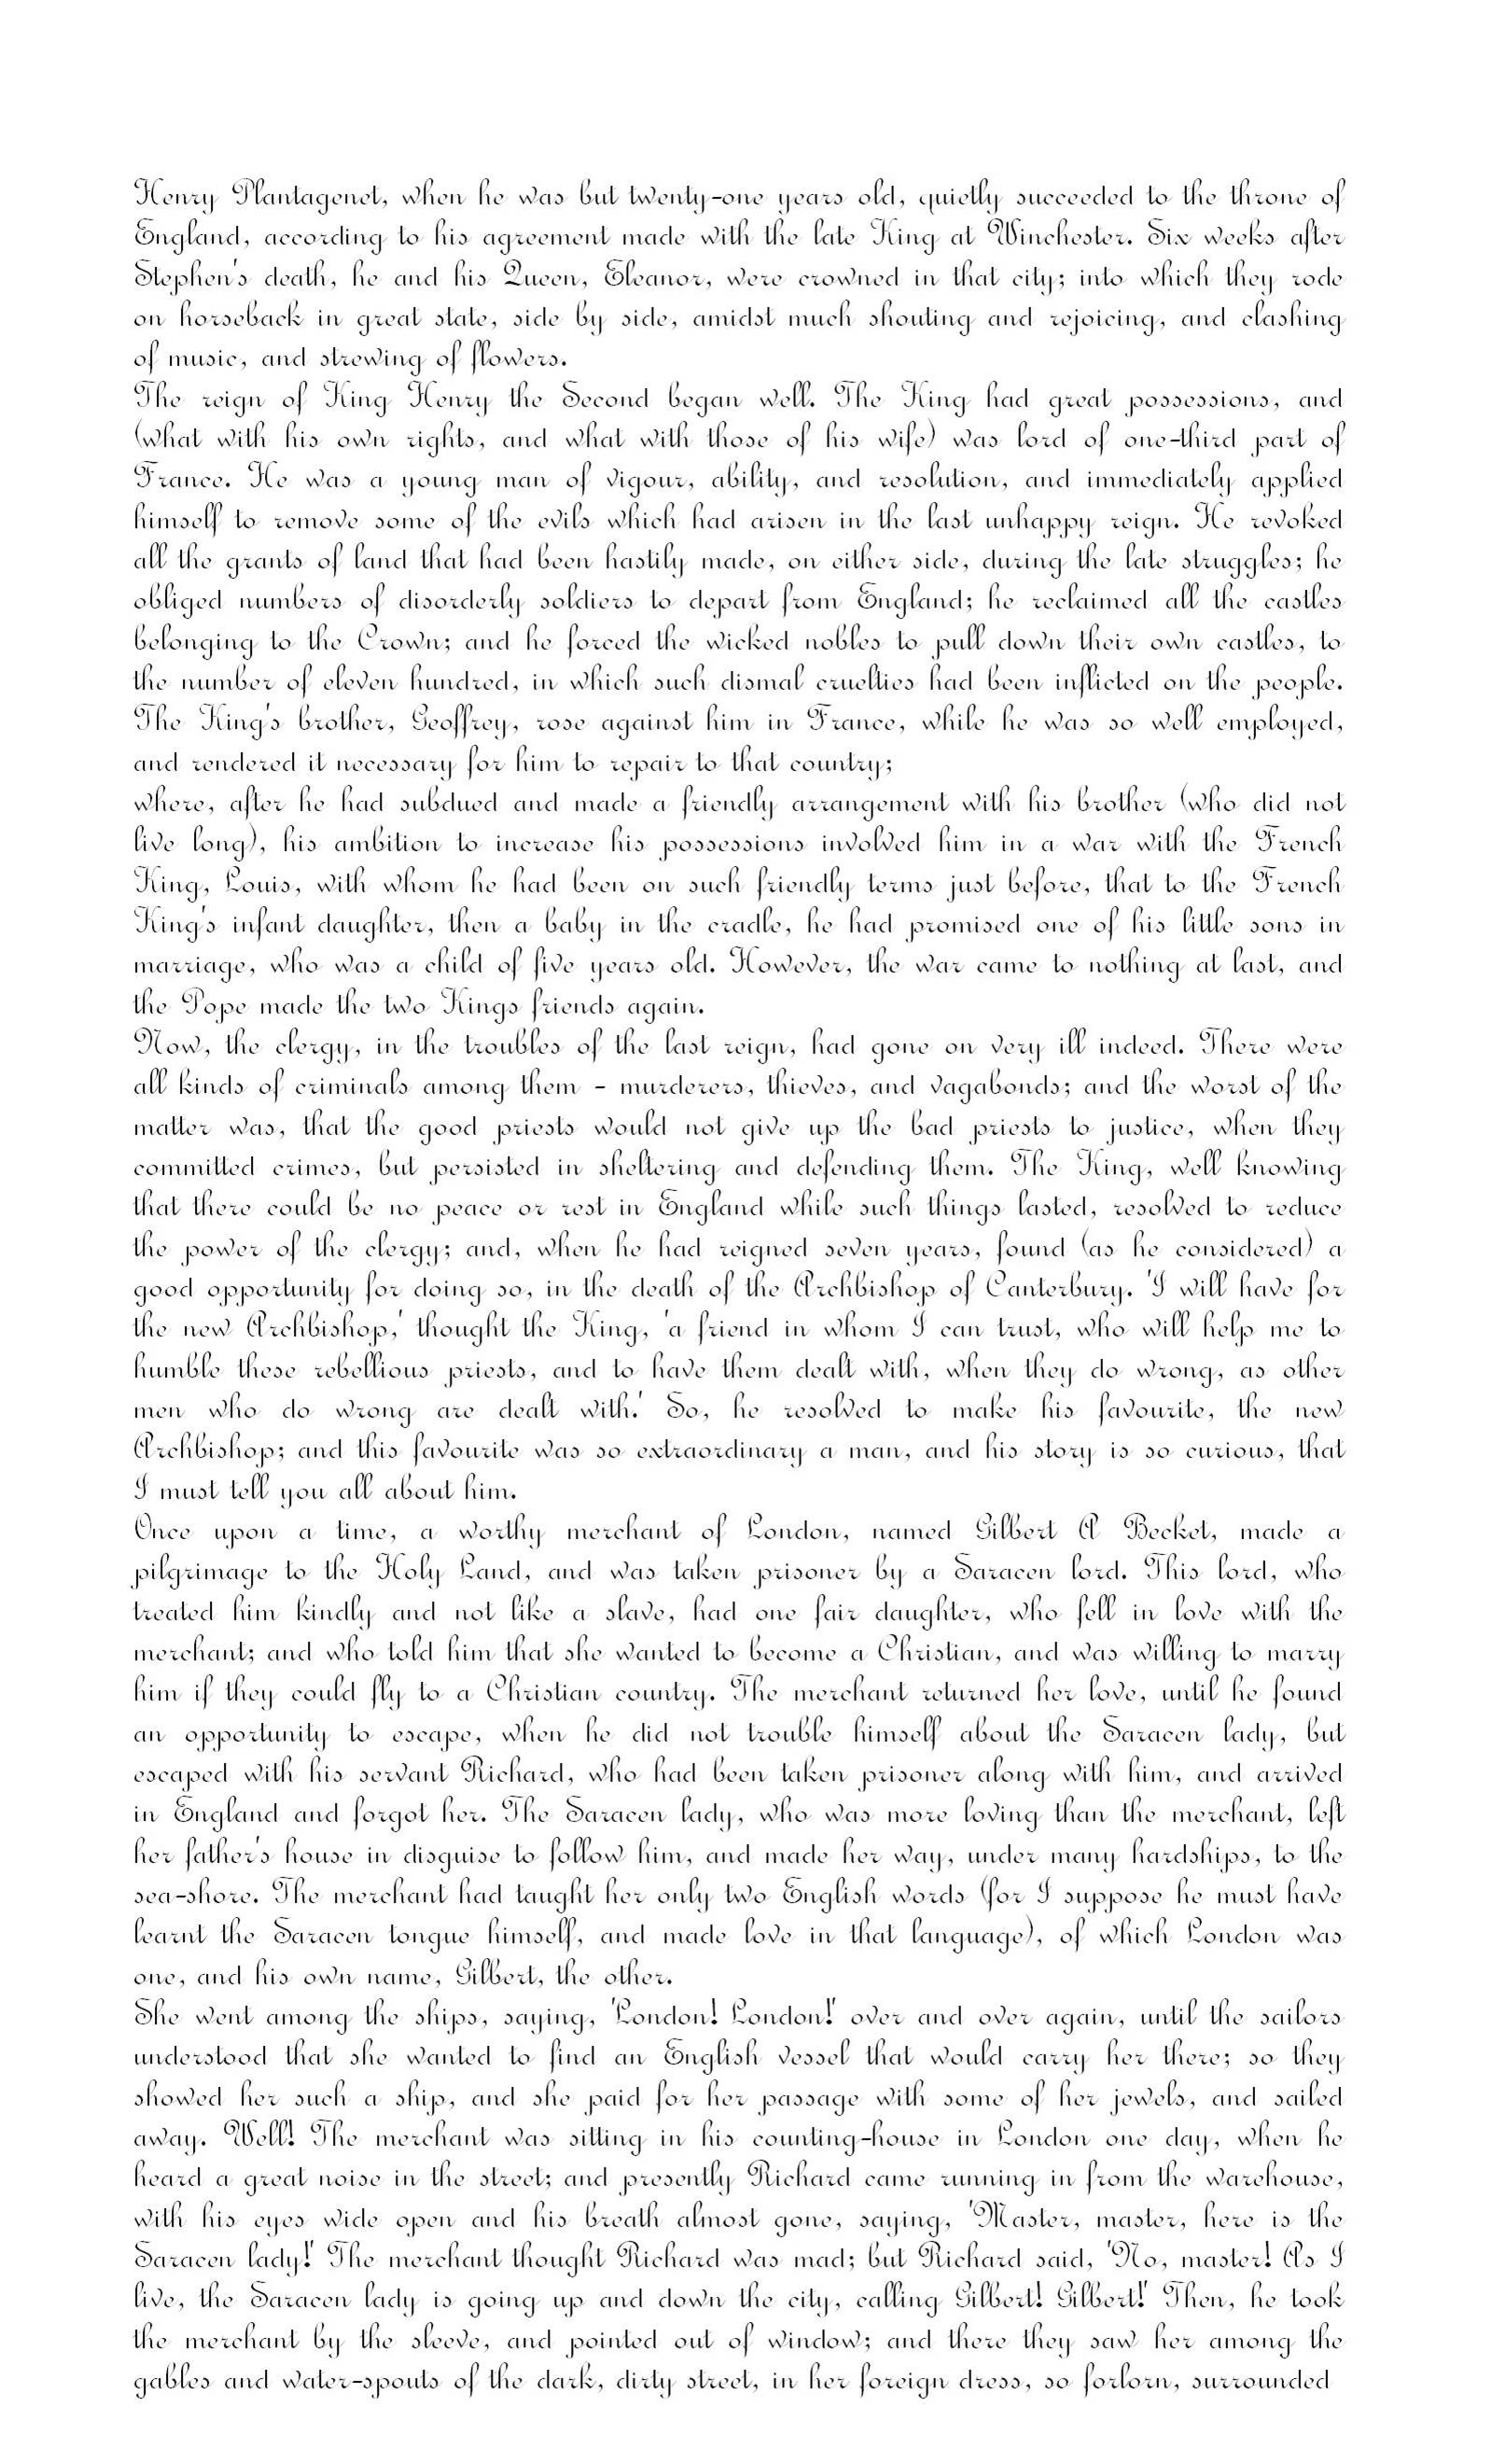 Henry Plantagenet, when he was but twenty-one years old, quietly succeeded to the throne of
England, according to his agreement made with the late King at Winchester. Six weeks after
Stephen's death, he and his Queen, Eleanor, were crowned in that city; into which they rode
on horseback in great state, side by side, amidst much shouting and rejoicing, and clashing
of music, and strewing of flowers.
The reign of King Henry the Second began well. The King had great possessions, and
(what with his own rights, and what with those of his wife) was lord of one-third part of
France. He was a young man of vigour, ability, and resolution, and immediately applied
himself to remove some of the evils which had arisen in the last unhappy reign. He revoked
all the grants of land that had been hastily made, on either side, during the late struggles; he
obliged numbers of disorderly soldiers to depart from England; he reclaimed all the castles
belonging to the Crown; and he forced the wicked nobles to pull down their own castles, to
the number of eleven hundred, in which such dismal cruelties had been inflicted on the people.
The King's brother, Geoffrey, rose against him in France, while he was so well employed,
and rendered it necessary for him to repair to that country;
where, after he had subdued and made a friendly arrangement with his brother (who did not
live long), his ambition to increase his possessions involved him in a war with the French
King, Louis, with whom he had been on such friendly terms just before, that to the French
King's infant daughter, then a baby in the cradle, he had promised one of his little sons in
marriage, who was a child of five years old. However, the war came to nothing at last, and
the Pope made the two Kings friends again.
Now, the clergy, in the troubles of the last reign, had gone on very ill indeed. There were
all kinds of criminals among them - murderers, thieves, and vagabonds; and the worst of the
matter was, that the good priests would not give up the bad priests to justice, when they
committed crimes, but persisted in sheltering and defending them. The King, well knowing
that there could be no peace or rest in England while such things lasted, resolved to reduce
the power of the clergy; and, when he had reigned seven years, found (as he considered) a
good opportunity for doing so, in the death of the Archbishop of Canterbury. 'I will have for
the new Archbishop,' thought the King, 'a friend in whom I can trust, who will help me to
humble these rebellious priests, and to have them dealt with, when they do wrong, as other
men who do wrong are dealt with.' So, he resolved to make his favourite, the new
Archbishop; and this favourite was so extraordinary a man, and his story is so curious, that
I must tell you all about him.
Once upon a time, a worthy merchant of London, named Gilbert A Becket, made a
pilgrimage to the Holy Land, and was taken prisoner by a Saracen lord. This lord, who
treated him kindly and not like a slave, had one fair daughter, who fell in love with the
merchant; and who told him that she wanted to become a Christian, and was willing to marry
him if they could fly to a Christian country. The merchant returned her love, until he found
an opportunity to escape, when he did not trouble himself about the Saracen lady, but
escaped with his servant Richard, who had been taken prisoner along with him, and arrived
in England and forgot her. The Saracen lady, who was more loving than the merchant, left
her father's house in disguise to follow him, and made her way, under many hardships, to the
sea-shore. The merchant had taught her only two English words (for I suppose he must have
learnt the Saracen tongue himself, and made love in that language), of which London was
one, and his own name, Gilbert, the other.
She went among the ships, saying, 'London! London!' over and over again, until the sailors
understood that she wanted to find an English vessel that would carry her there; so they
showed her such a ship, and she paid for her passage with some of her jewels, and sailed
away. Well! The merchant was sitting in his counting-house in London one day, when he
heard a great noise in the street; and presently Richard came running in from the warehouse,
with his eyes wide open and his breath almost gone, saying, 'Master, master, here is the
Saracen lady!' The merchant thought Richard was mad; but Richard said, 'No, master! As I
live, the Saracen lady is going up and down the city, calling Gilbert! Gilbert!' Then, he took
the merchant by the sleeve, and pointed out of window; and there they saw her among the
gables and water-spouts of the dark, dirty street, in her foreign dress, so forlorn, surrounded